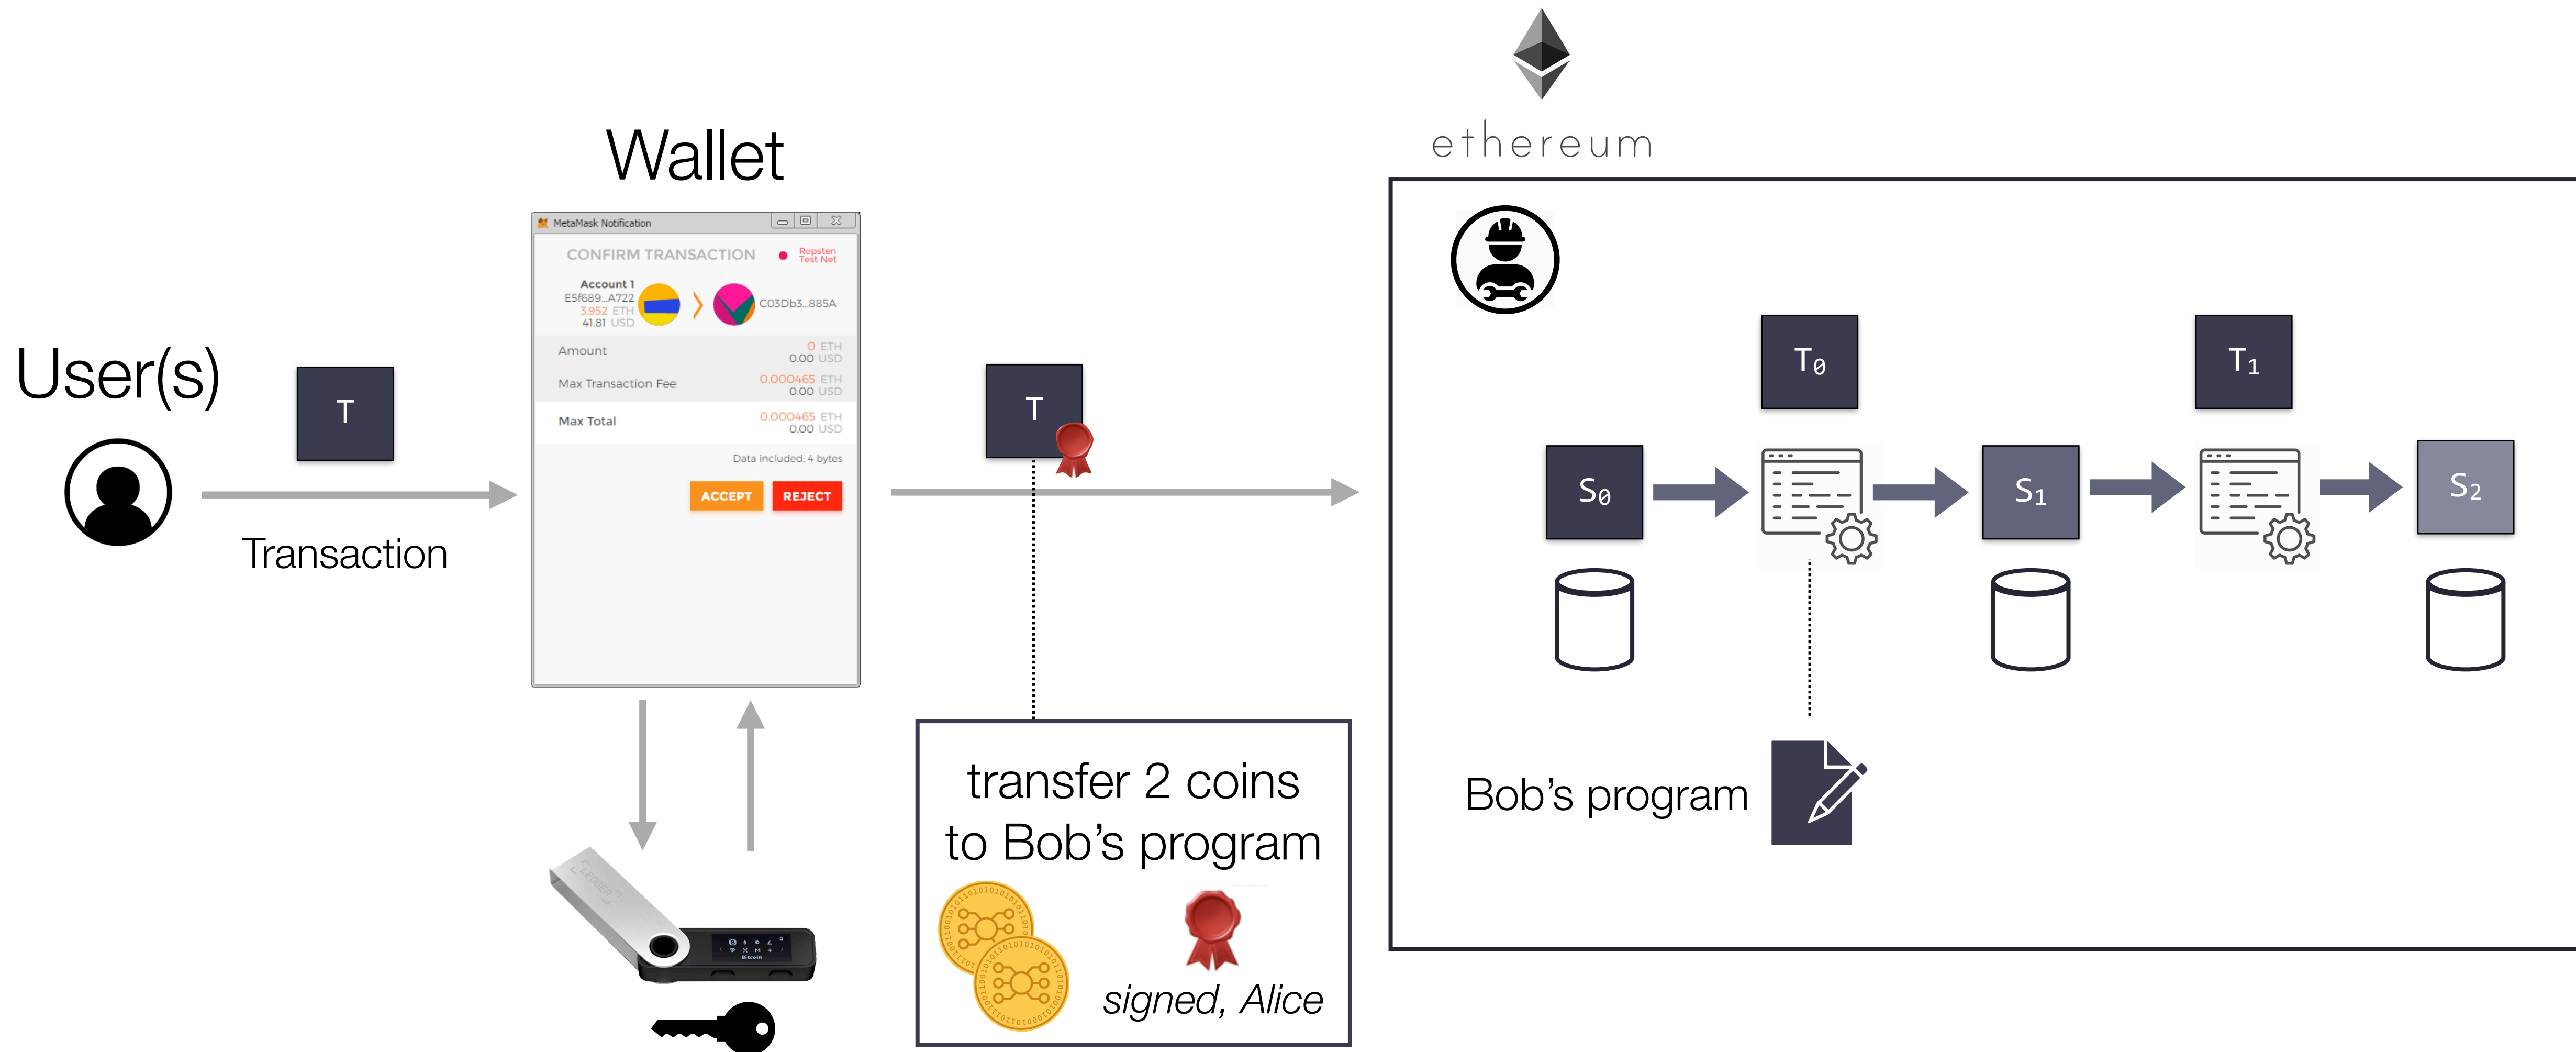 ethereum
Wallet
MetaMask Notification
CONFIRM TRANSACTION
Ropsten
Test Net
Account 1
E5f689...A722
3.952 ETH
41.81 USD
C03Db3...885A
Amount
0 ETH
0.00 USD
Max Transaction Fee
0.000465 ETH
0.00 USD
Max Total
0.000465 ETH
0.00 USD
Data included: 4 bytes
ACCEPT
REJECT
User(s)
T
Transaction
T
transfer 2 coins
to Bob's program
signed, Alice
LEDGER
Bitcoin
T₀
T₁
S₀
S₁
S₂
Bob's program